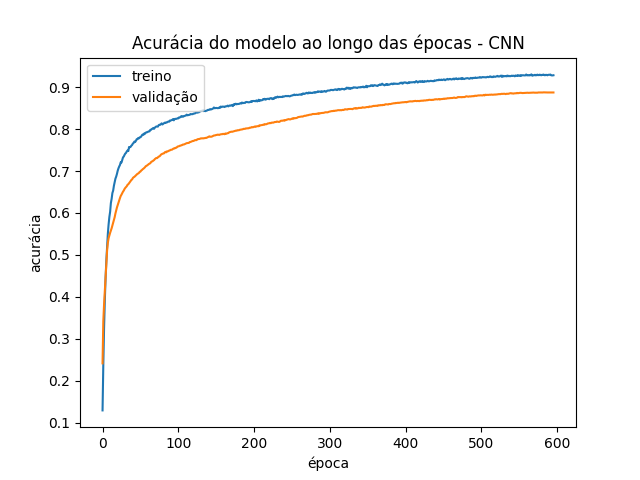 Acurácia do modelo ao longo das épocas - CNN
treino
validação
0.9
0.8
0.7
0.6
0.5
0.4
0.3
0.2
0.1
acurácia
0 100 200 300 400 500 600
época